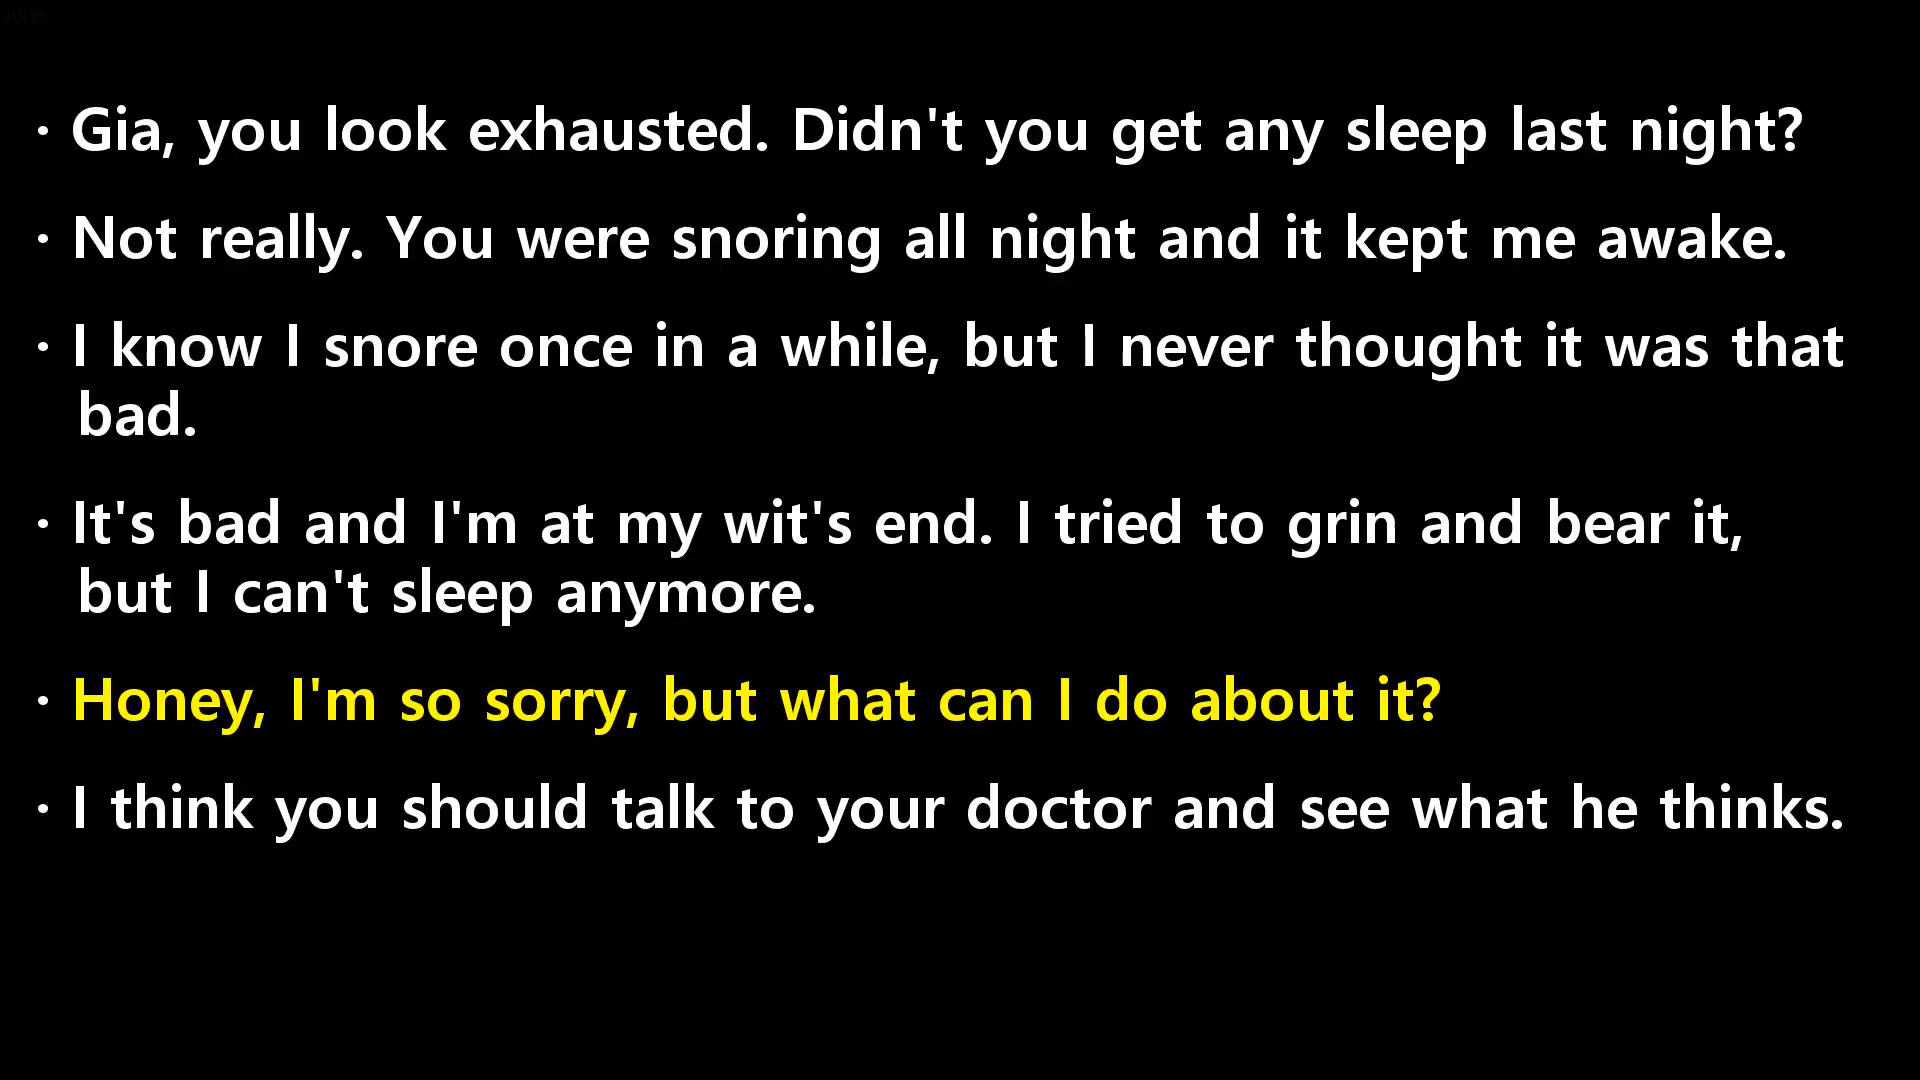 · Gia, you look exhausted. Didn't you get any sleep last night?
· Not really. You were snoring all night and it kept me awake.
· I know I snore once in a while, but I never thought it was that
bad.
· It's bad and I'm at my wit's end. I tried to grin and bear it,
but I can't sleep anymore.
· Honey, I'm so sorry, but what can I do about it?
· I think you should talk to your doctor and see what he thinks.